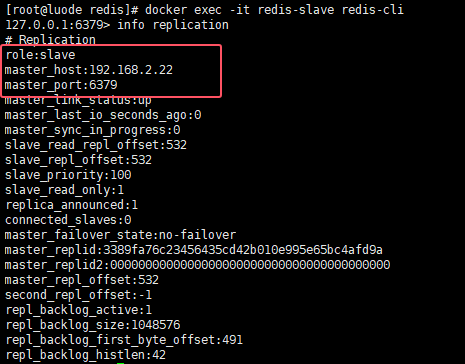 [root@luode redis]# docker exec -it redis-slave redis-cli
127.0.0.1:6379> info replication
# Replication
role:slave
master_host:192.168.2.22
master_port:6379
master_link_status:up
master_last_io_seconds_ago:0
master_sync_in_progress:0
slave_read_repl_offset:532
slave_repl_offset:532
slave_priority:100
slave_read_only:1
replica_announced:1
connected_slaves:0
master_failover_state:no-failover
master_replid:3389fa76c23456435cd42b010e995e65bc4afd9a
master_replid2:0000000000000000000000000000000000000000
master_repl_offset:532
second_repl_offset:-1
repl_backlog_active:1
repl_backlog_size:1048576
repl_backlog_first_byte_offset:491
repl_backlog_histlen:42